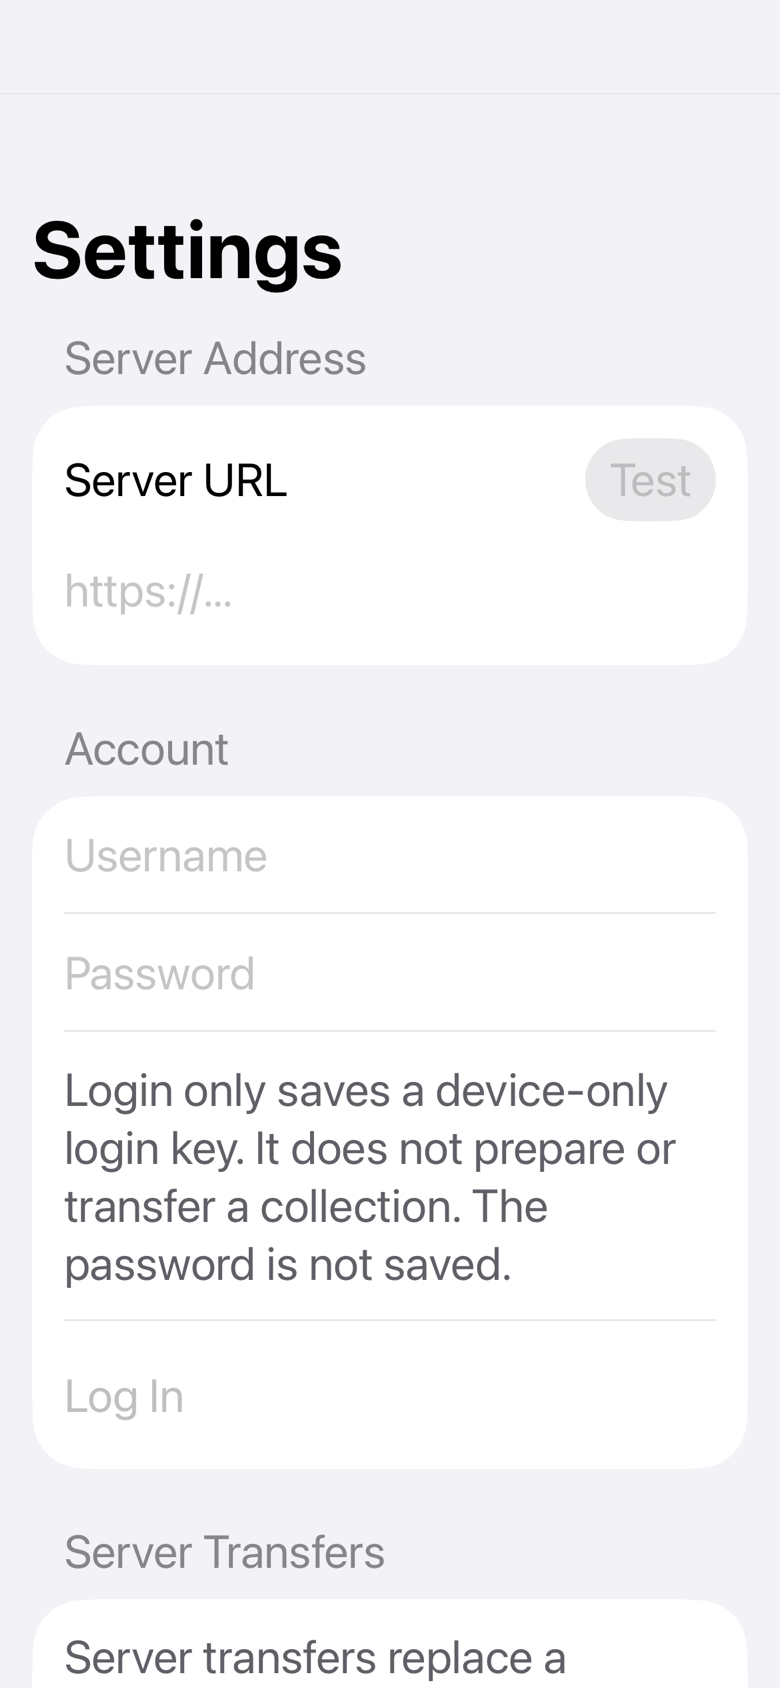 Settings
Server Address
Server URL
Test
https://...
Account
Username
Password
Login only saves a device-only
login key. It does not prepare or
transfer a collection. The
password is not saved.
Log In
Server Transfers
Server transfers replace a